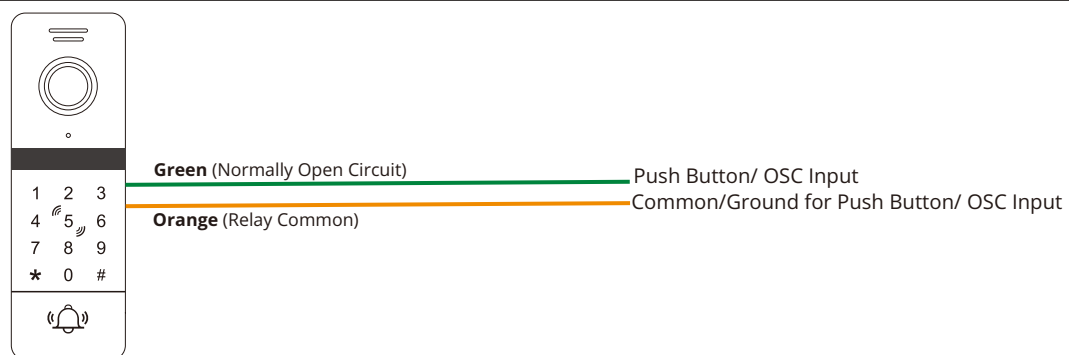 Green (Normally Open Circuit)
Push Button/ OSC Input
Common/Ground for Push Button/ OSC Input
Orange (Relay Common)
1 2 3
4 5 6
7 8 9
* 0 #